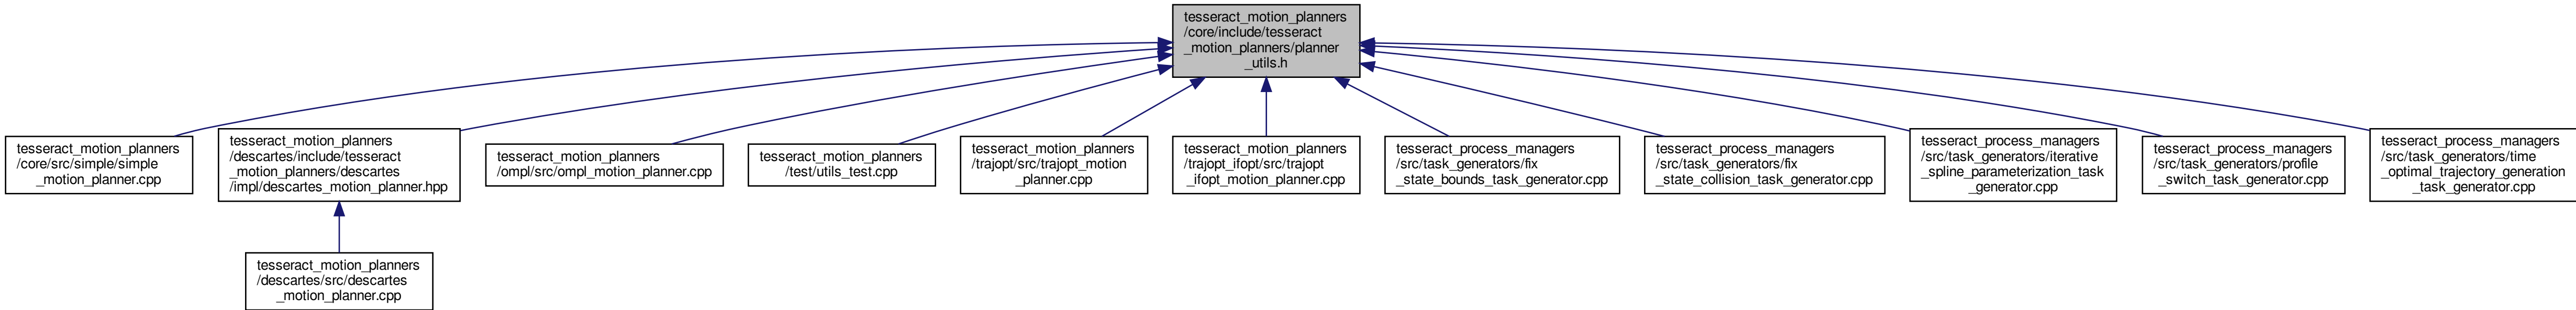 tesseract_motion_planners
/core/include/tesseract
_motion_planners/planner
_utils.h
tesseract_motion_planners
/core/src/simple/simple
_motion_planner.cpp
tesseract_motion_planners
/descartes/include/tesseract
_motion_planners/descartes
/impl/descartes_motion_planner.hpp
tesseract_motion_planners
/ompl/src/ompl_motion_planner.cpp
tesseract_motion_planners
/test/utils_test.cpp
tesseract_motion_planners
/trajopt/src/trajopt_motion
_planner.cpp
tesseract_motion_planners
/trajopt_ifopt/src/trajopt
_ifopt_motion_planner.cpp
tesseract_process_managers
/src/task_generators/fix
_state_bounds_task_generator.cpp
tesseract_process_managers
/src/task_generators/fix
_state_collision_task_generator.cpp
tesseract_process_managers
/src/task_generators/iterative
_spline_parameterization_task
_generator.cpp
tesseract_process_managers
/src/task_generators/profile
_switch_task_generator.cpp
tesseract_process_managers
/src/task_generators/time
_optimal_trajectory_generation
_task_generator.cpp
tesseract_motion_planners
/descartes/src/descartes
_motion_planner.cpp